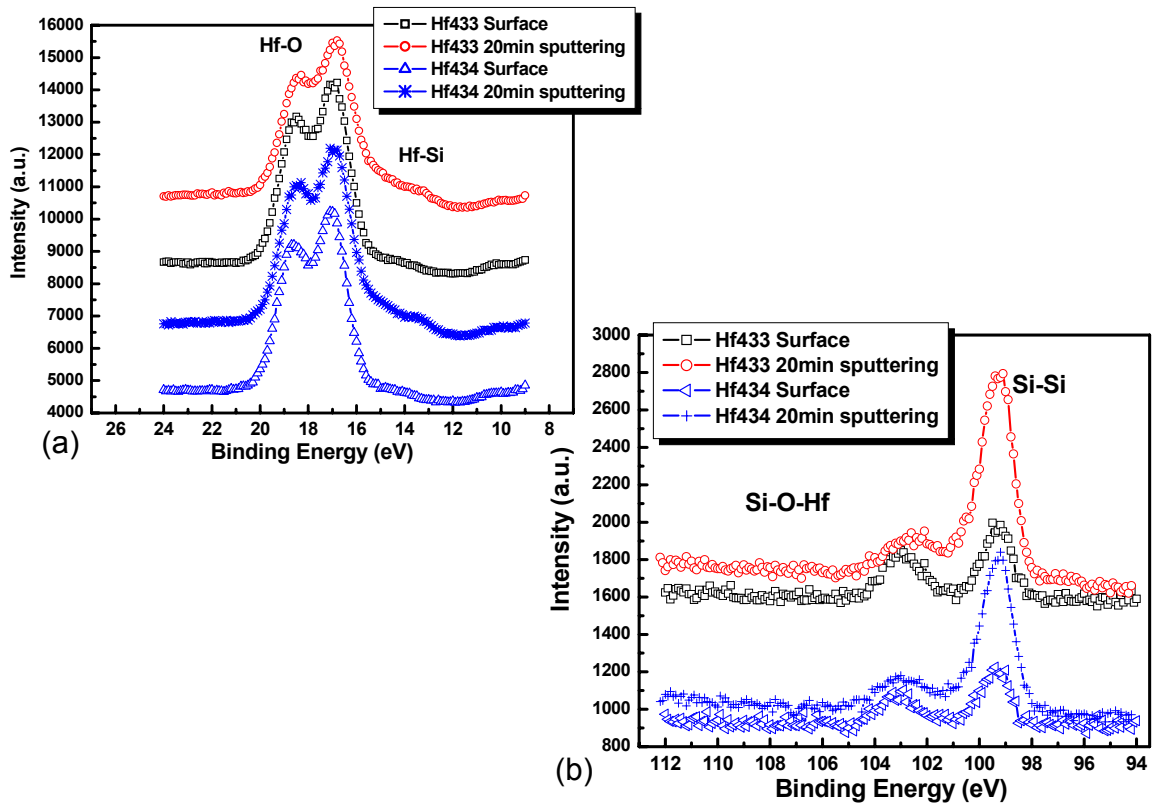 16000
15000
14000
13000
12000
11000
10000
9000
8000
7000
6000
5000
4000
Intensity (a.u.)
Hf-O
Hf433 Surface
Hf433 20min sputtering
Hf434 Surface
Hf434 20min sputtering
Hf-Si
26 24 22 20 18 16 14 12 10 8
Binding Energy (eV)
(a)
3000
2800
2600
2400
2200
2000
1800
1600
1400
1200
1000
800
Intensity (a.u.)
Hf433 Surface
Hf433 20min sputtering
Hf434 Surface
Hf434 20min sputtering
Si-Si
Si-O-Hf
112 110 108 106 104 102 100 98 96 94
Binding Energy (eV)
(b)